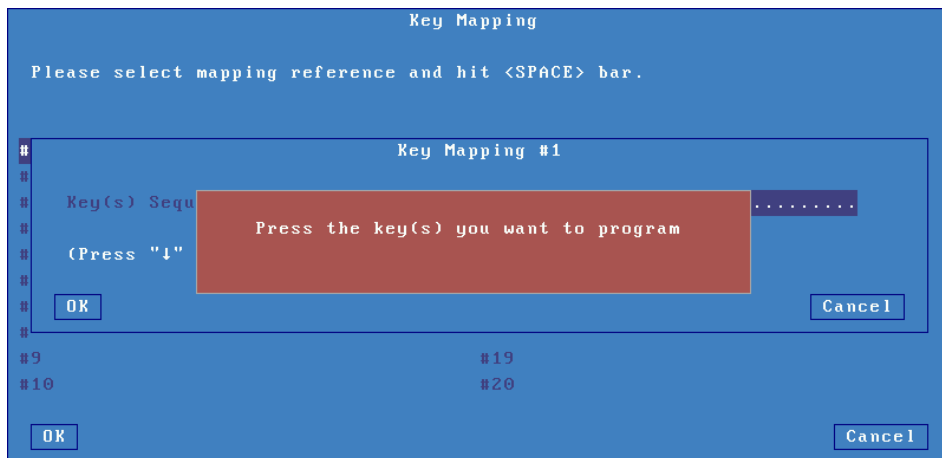 Key Mapping
Please select mapping reference and hit <SPACE> bar.
# Key Mapping #1
#
# Key(s) Sequ .........
# Press the key(s) you want to program
# (Press "↓"
#
# OK Cancel
#
#9 #19
#10 #20
OK Cancel